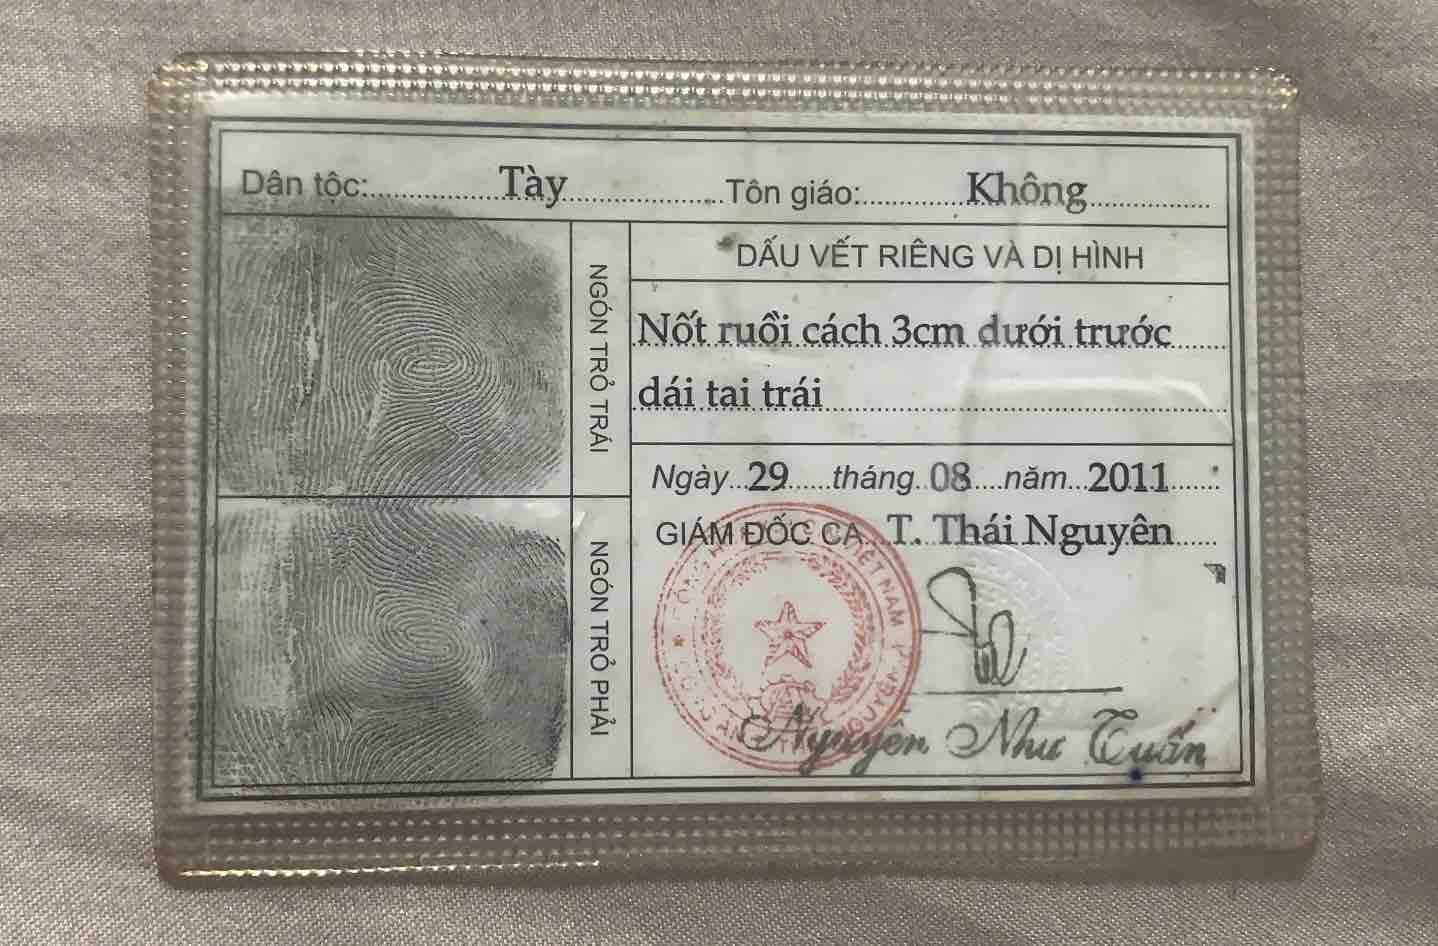 Dân tộc: Tày Tôn giáo: Không
NGÓN TRỎ TRÁI
NGÓN TRỎ PHẢI
DẤU VẾT RIÊNG VÀ DỊ HÌNH
Nốt ruồi cách 3cm dưới trước
dái tai trái
Ngày 29 tháng 08 năm 2011
GIÁM ĐỐC CA T. Thái Nguyên
Nguyễn Như Tuấn